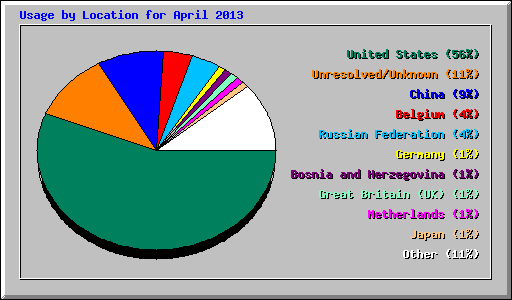 Usage by Location for April 2013
United States (56%)
Unresolved/Unknown (11%)
China (9%)
Belgium (4%)
Russian Federation (4%)
Germany (1%)
Bosnia and Herzegovina (1%)
Great Britain (UK) (1%)
Netherlands (1%)
Japan (1%)
Other (11%)